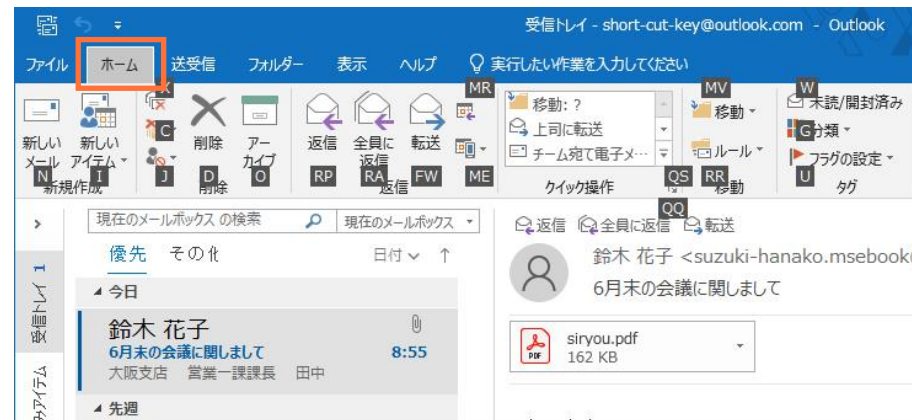 受信トレイ - short-cut-key@outlook.com - Outlook
ファイル ホーム 送受信 フォルダー 表示 ヘルプ 実行したい作業を入力してください
X MR MV W
新しいメール
N
新しいアイテム
I
新規作成
C
J
削除
D
アーカイブ
O
削除
返信
RP
全員に返信
RA
転送
FW
返信
ME
移動: ?
上司に転送
チーム宛て電子メ…
クイック操作
QS
QQ
移動
ルール
RR
移動
未読/開封済み
G 分類
フラグの設定
U
タグ
現在のメールボックス の検索 現在のメールボックス
優先 その 日付
今日
鈴木 花子
6月末の会議に関しまして 8:55
大阪支店 営業一課課長 田中
先週
受信トレイ 1
アイテム
返信 全員に返信 転送
鈴木 花子 <suzuki-hanako.msebook
6月末の会議に関しまして
PDF
siryou.pdf
162 KB